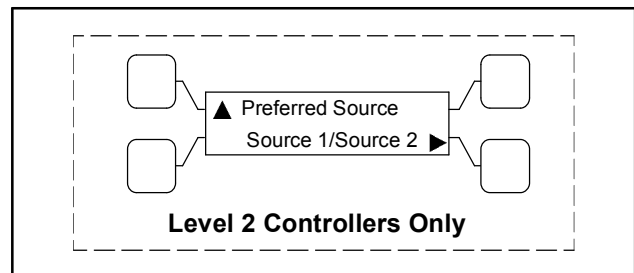 ▲ Preferred Source
Source 1/Source 2 ▶
Level 2 Controllers Only